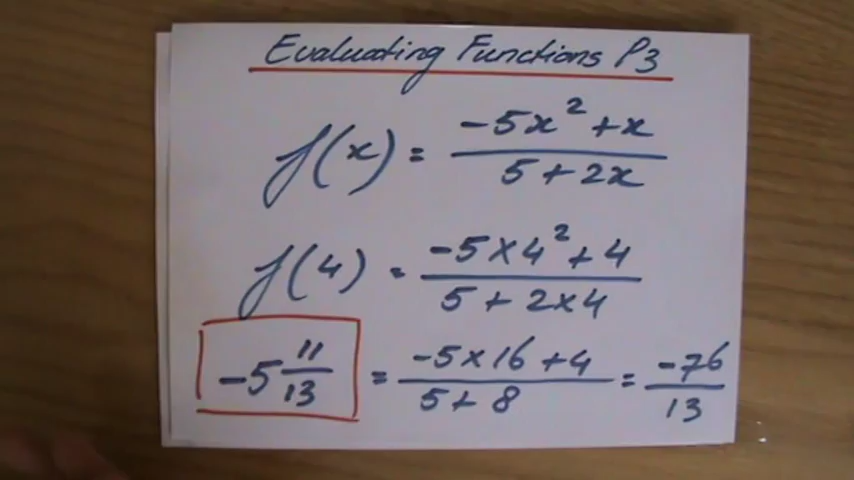 Evaluating Functions P3
f(x) = (-5x² + x)/(5 + 2x)
f(4) = (-5×4² + 4)/(5 + 2×4)
-5 11/13 = (-5×16 + 4)/(5 + 8) = -76/13